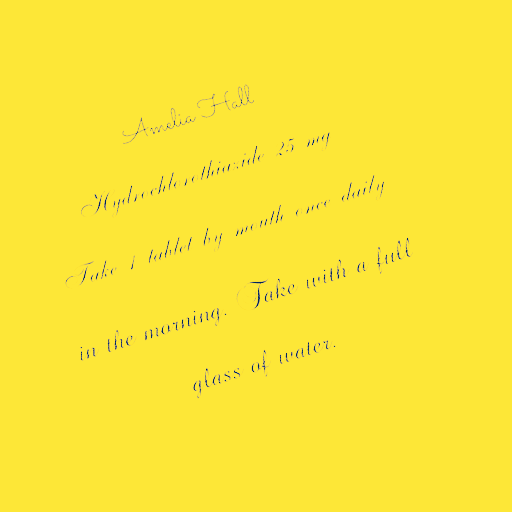 Amelia Hall
Hydrochlorothiazide 25 mg
Take 1 tablet by mouth once daily
in the morning. Take with a full
glass of water.